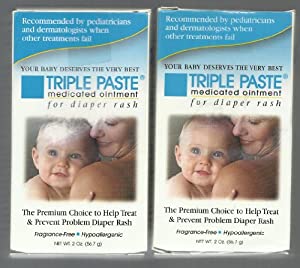 Recommended by pediatricians
and dermatologists when
other treatments fail
YOUR BABY DESERVES THE VERY BEST
TRIPLE PASTE®
medicated ointment
for diaper rash
The Premium Choice to Help Treat
& Prevent Problem Diaper Rash
Fragrance-Free • Hypoallergenic
NET WT. 2 Oz. (56.7 g)
Recommended by pediatricians
and dermatologists when
other treatments fail
YOUR BABY DESERVES THE VERY BEST
TRIPLE PASTE®
medicated ointment
for diaper rash
The Premium Choice to Help Treat
& Prevent Problem Diaper Rash
Fragrance-Free • Hypoallergenic
NET WT. 2 Oz. (56.7 g)